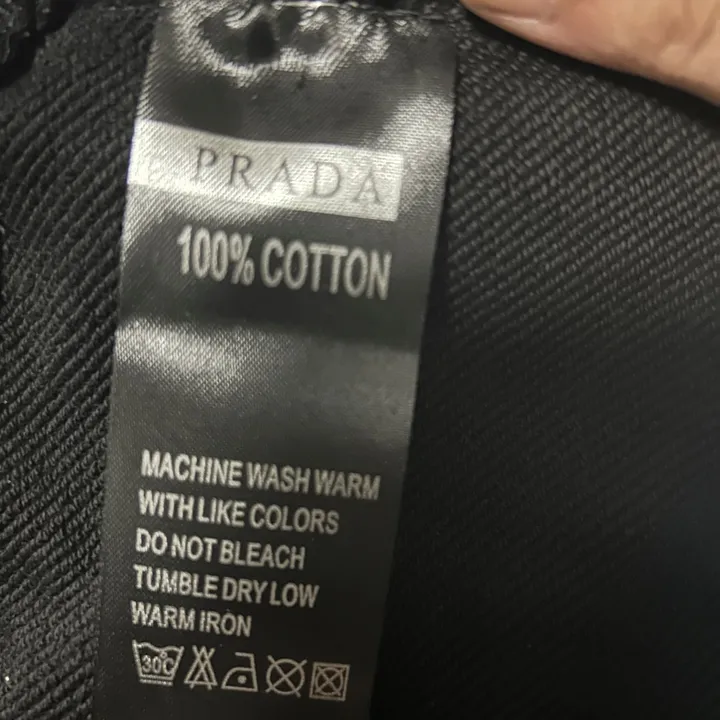 PRADA
100% COTTON
MACHINE WASH WARM
WITH LIKE COLORS
DO NOT BLEACH
TUMBLE DRY LOW
WARM IRON
30C